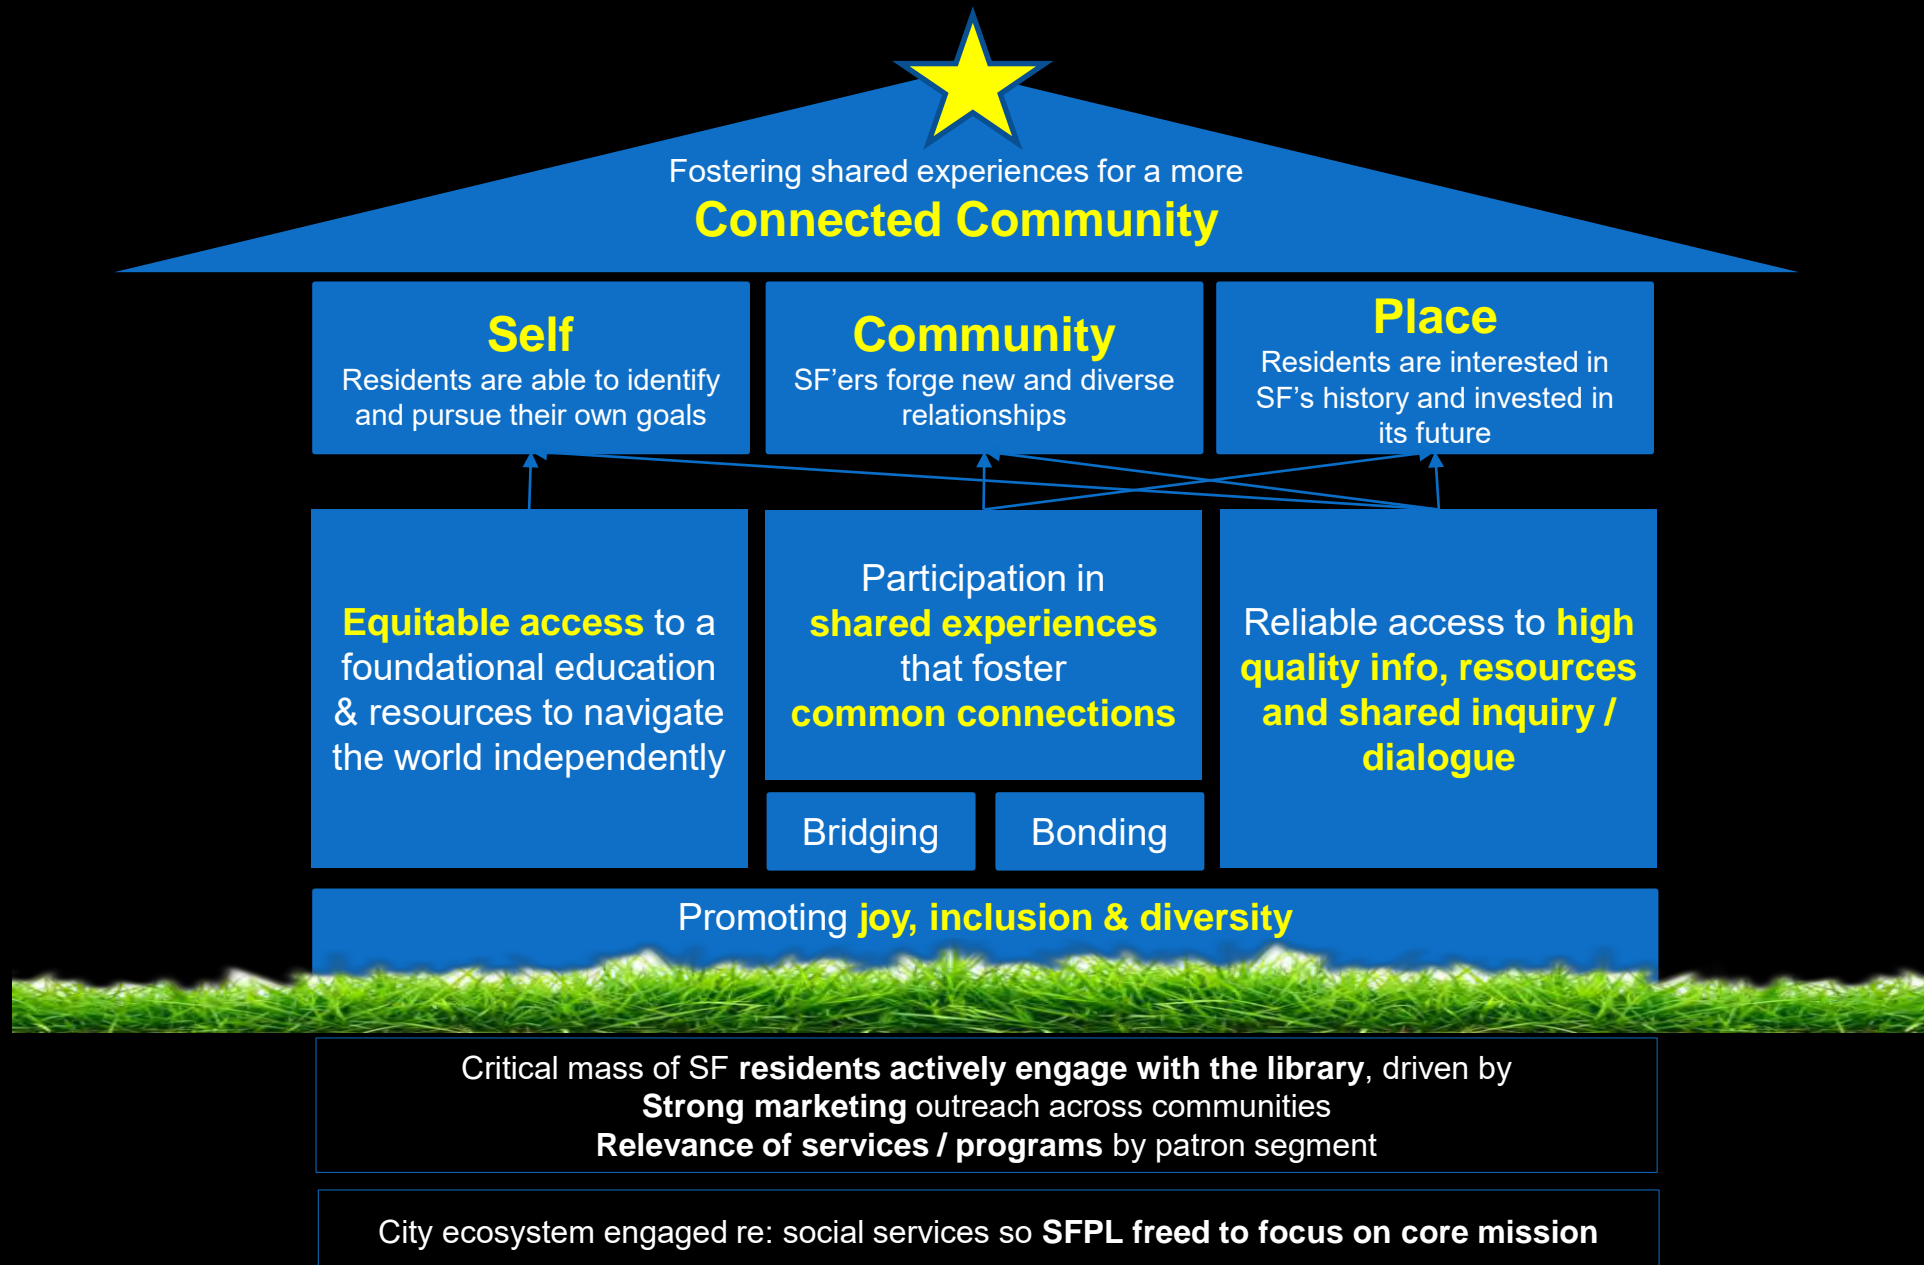 Fostering shared experiences for a more
Connected Community
Self
Residents are able to identify
and pursue their own goals
Community
SF’ers forge new and diverse
relationships
Place
Residents are interested in
SF’s history and invested in
its future
Equitable access to a
foundational education
& resources to navigate
the world independently
Participation in
shared experiences
that foster
common connections
Bridging
Bonding
Reliable access to high
quality info, resources
and shared inquiry /
dialogue
Promoting joy, inclusion & diversity
Critical mass of SF residents actively engage with the library, driven by
Strong marketing outreach across communities
Relevance of services / programs by patron segment
City ecosystem engaged re: social services so SFPL freed to focus on core mission